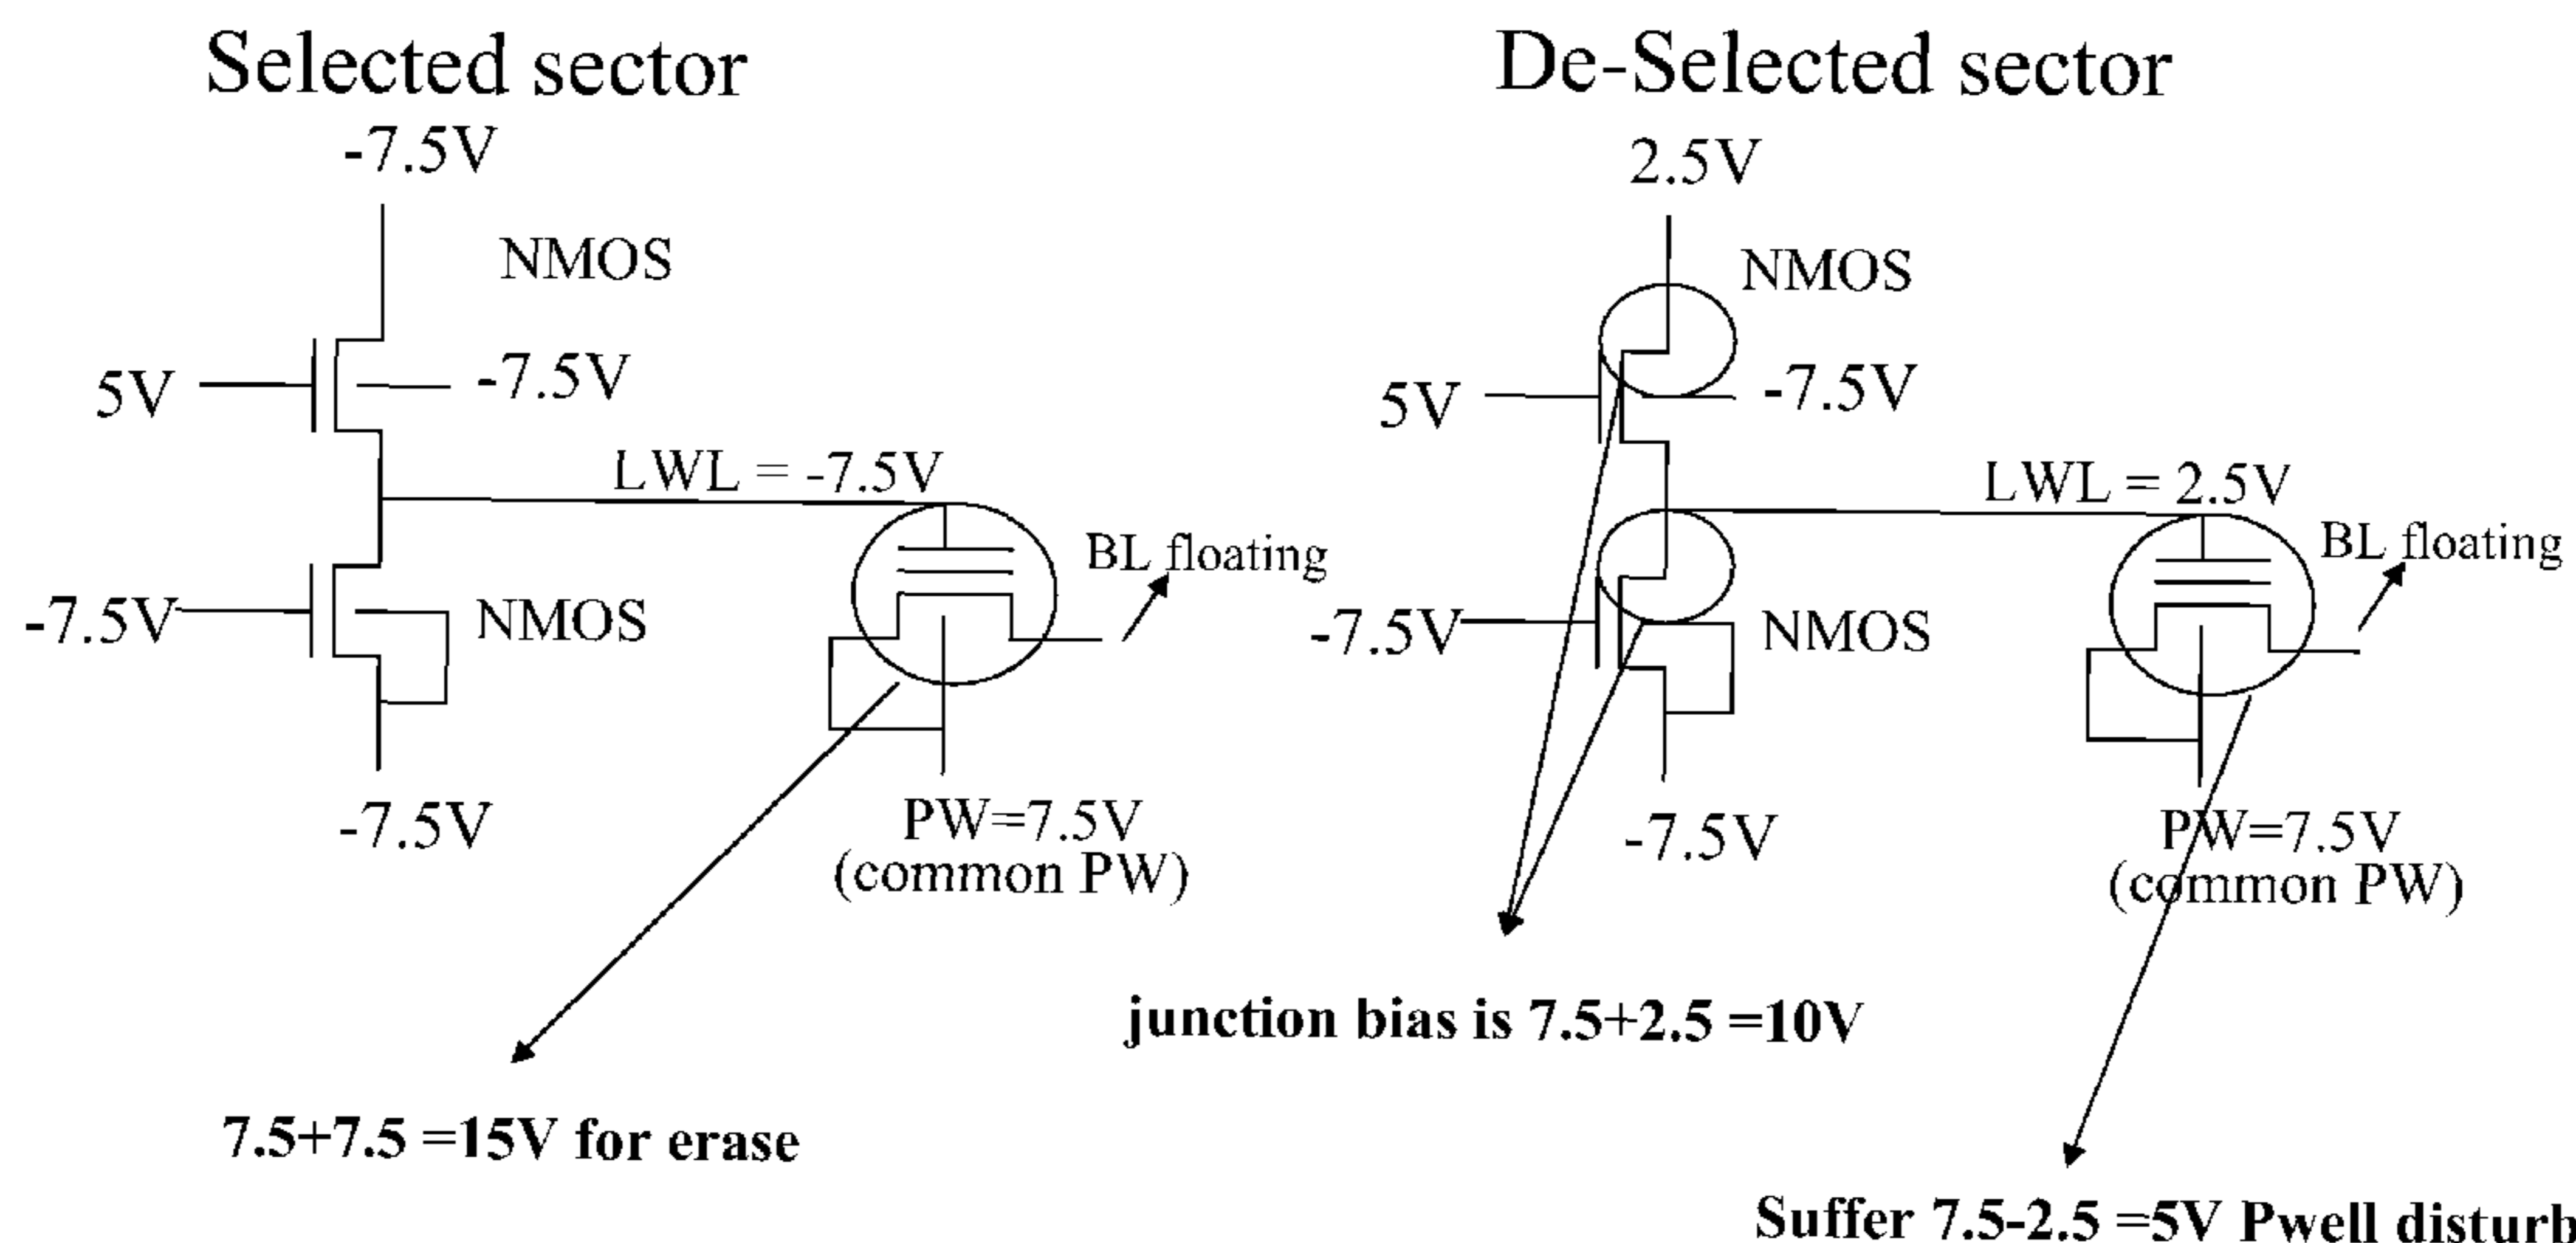 Selected sector
-7.5V
NMOS
5V
-7.5V
LWL = -7.5V
BL floating
-7.5V
NMOS
-7.5V
PW=7.5V
(common PW)
7.5+7.5 =15V for erase
De-Selected sector
2.5V
NMOS
5V
-7.5V
LWL = 2.5V
BL floating
-7.5V
NMOS
-7.5V
PW=7.5V
(common PW)
junction bias is 7.5+2.5 =10V
Suffer 7.5-2.5 =5V Pwell disturb